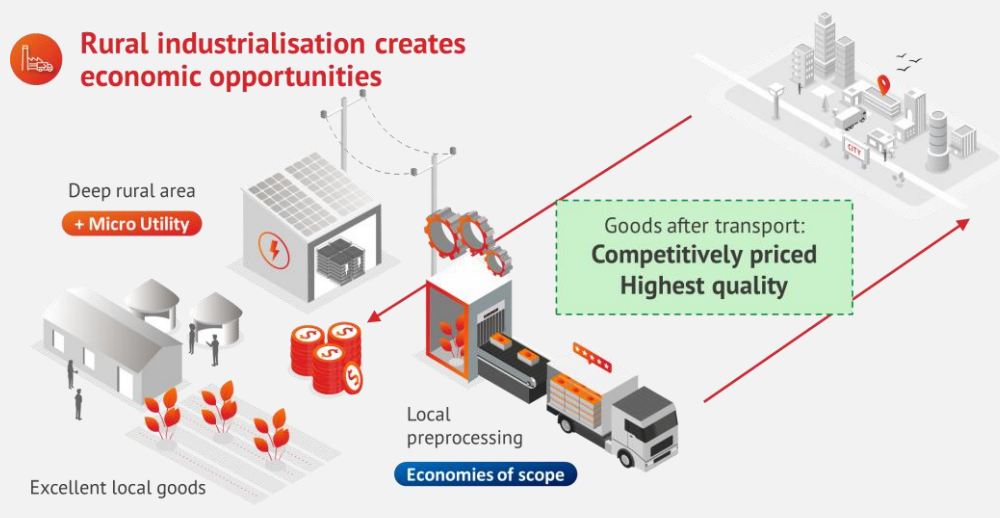 Rural industrialisation creates
economic opportunities
Deep rural area
+ Micro Utility
CITY
Goods after transport:
Competitively priced
Highest quality
Local
preprocessing
Economies of scope
Excellent local goods